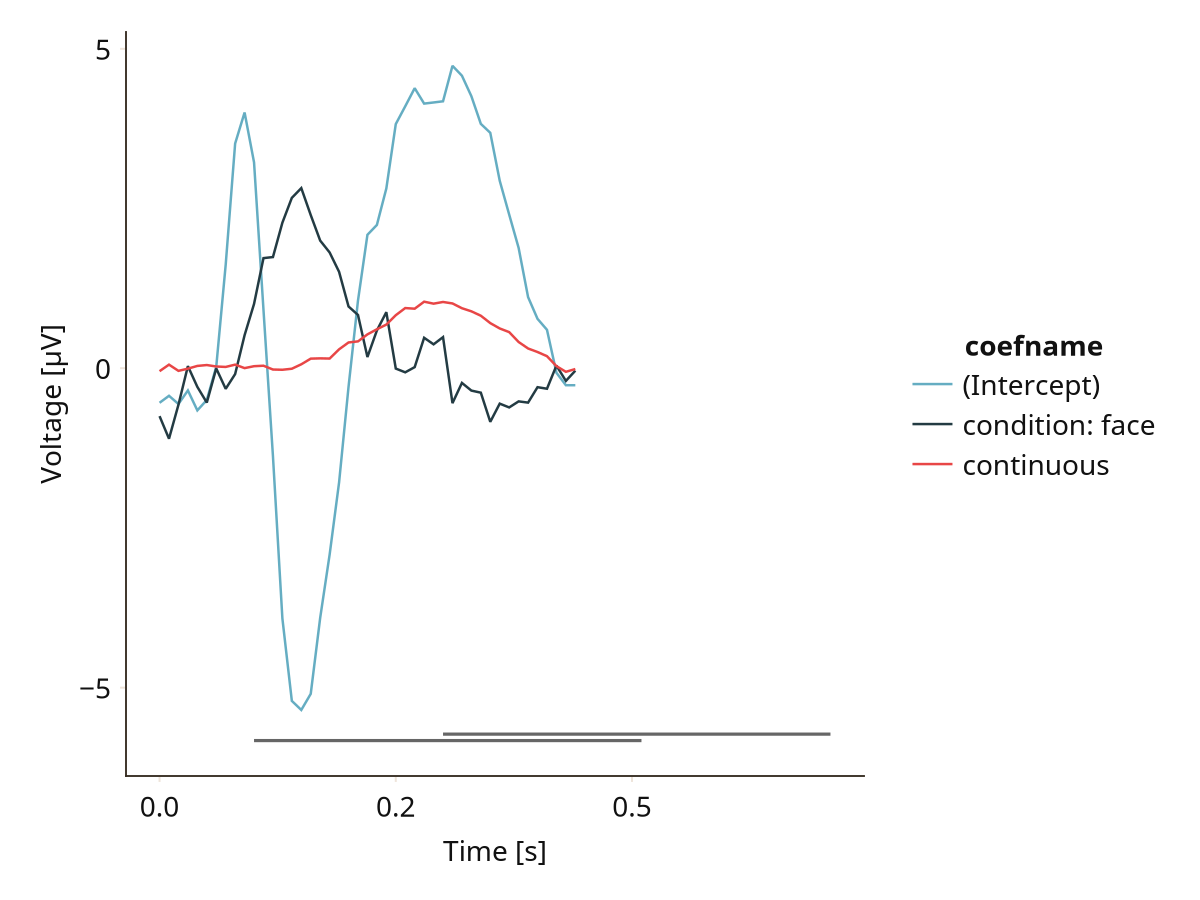 5
0
−5
Voltage [µV]
0.0
0.2
0.5
Time [s]
coefname
(Intercept)
condition: face
continuous